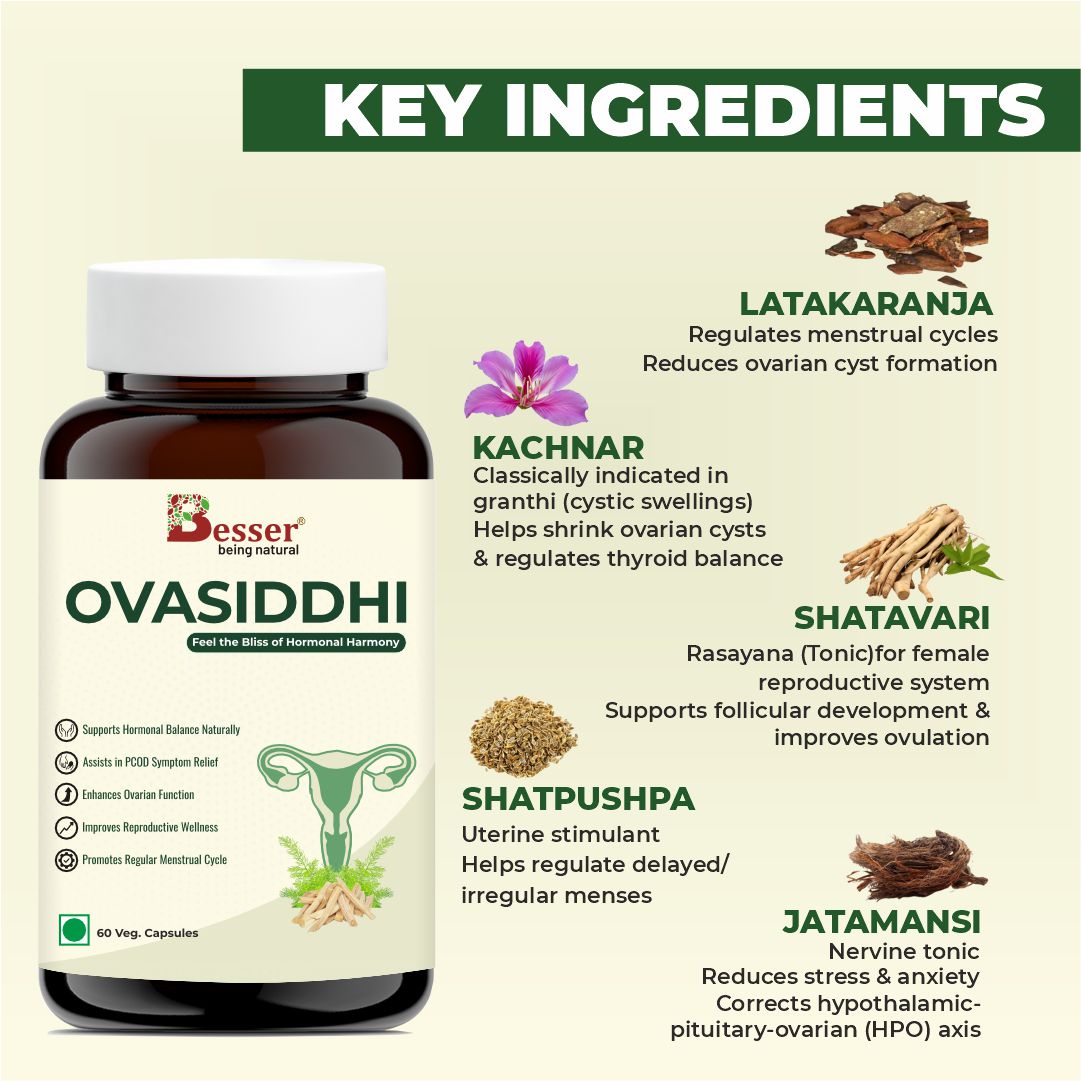 KEY INGREDIENTS
LATAKARANJA
Regulates menstrual cycles
Reduces ovarian cyst formation
KACHNAR
Classically indicated in
granthi (cystic swellings)
Helps shrink ovarian cysts
& regulates thyroid balance
SHATAVARI
Rasayana (Tonic)for female
reproductive system
Supports follicular development &
improves ovulation
SHATPUSHPA
Uterine stimulant
Helps regulate delayed/
irregular menses
JATAMANSI
Nervine tonic
Reduces stress & anxiety
Corrects hypothalamic-
pituitary-ovarian (HPO) axis
Besser®
being natural
OVASIDDHI
Feel the Bliss of Hormonal Harmony
Supports Hormonal Balance Naturally
Assists in PCOD Symptom Relief
Enhances Ovarian Function
Improves Reproductive Wellness
Promotes Regular Menstrual Cycle
60 Veg. Capsules